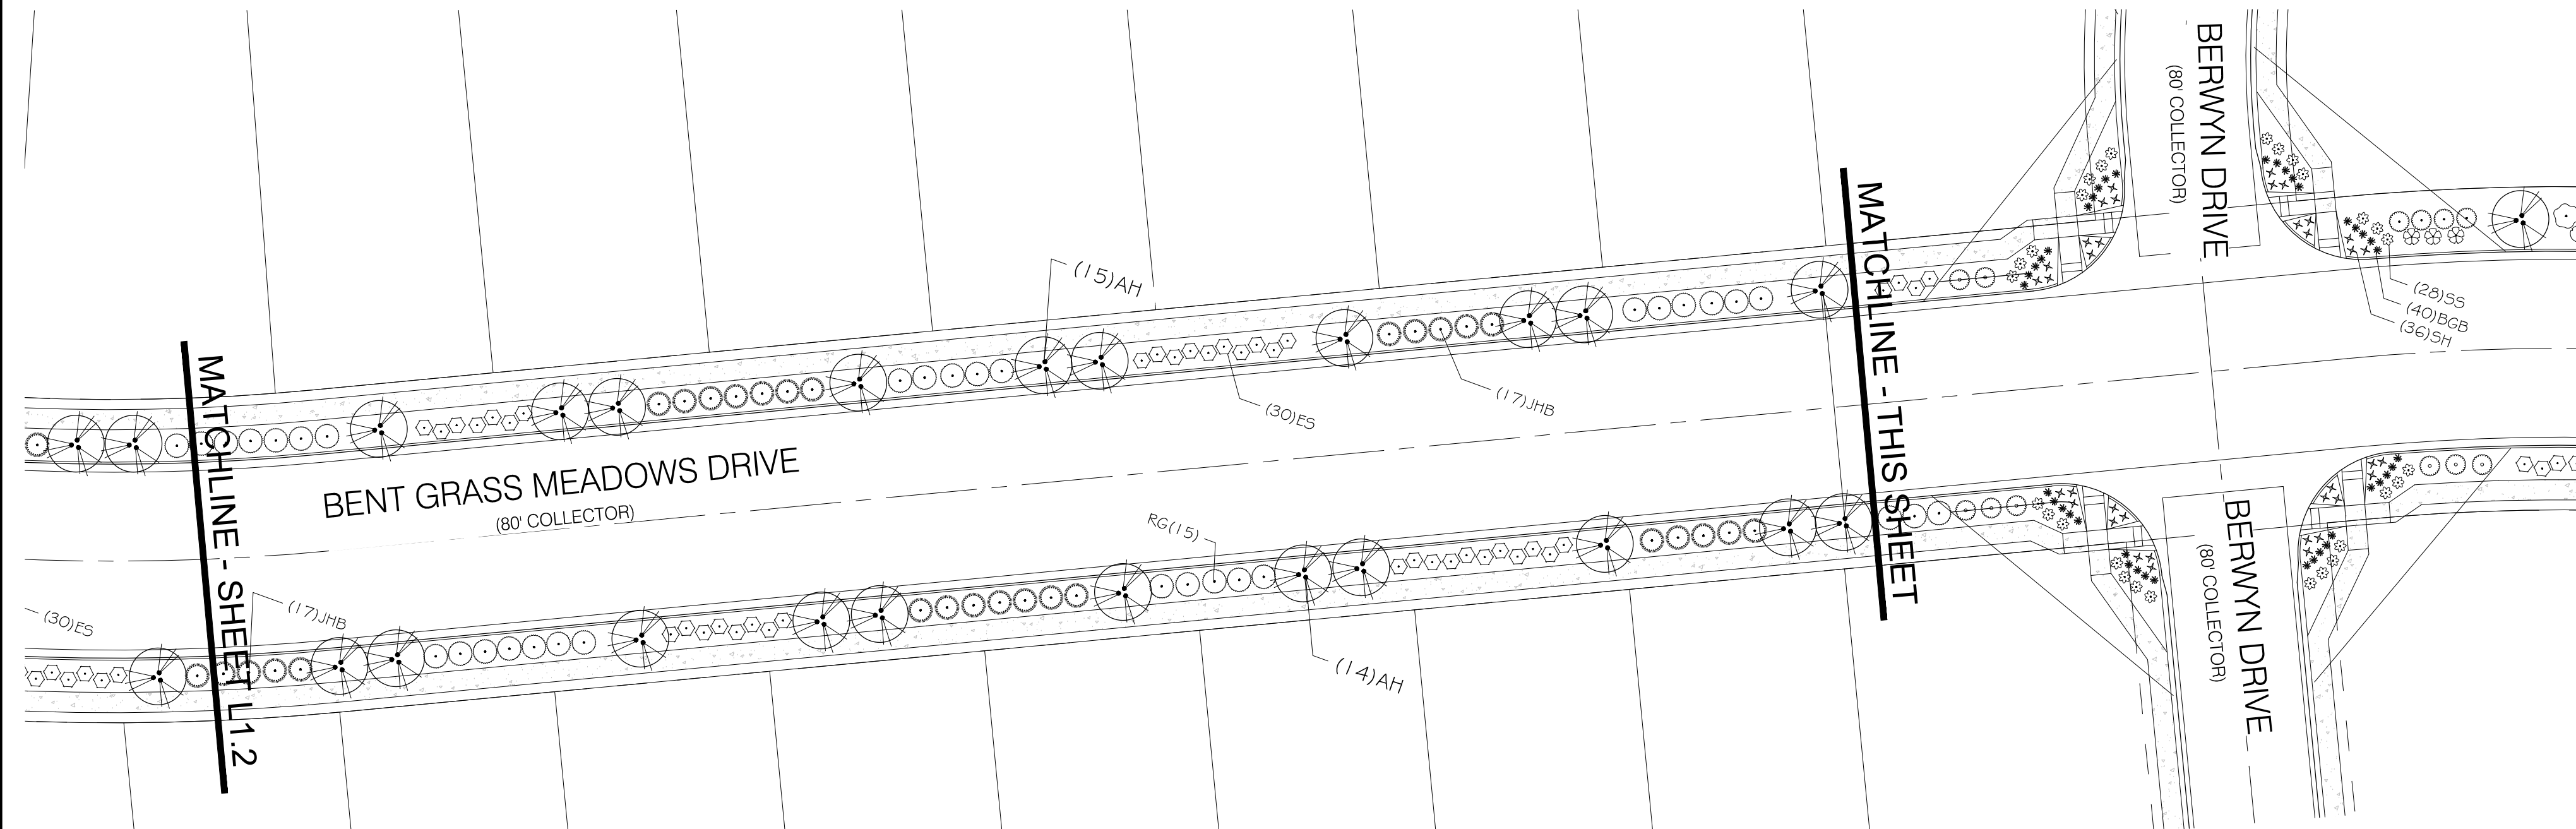 BERWYN DRIVE
(80' COLLECTOR)
MATCHLINE - THIS SHEET
(15)AH
(28)SS
(40)BGB
(36)SH
(17)JHB
(30)ES
MATCHLINE - SHEET L1.2
BENT GRASS MEADOWS DRIVE
(80' COLLECTOR)
RG(15)
BERWYN DRIVE
(80' COLLECTOR)
(17)JHB
(30)ES
(14)AH